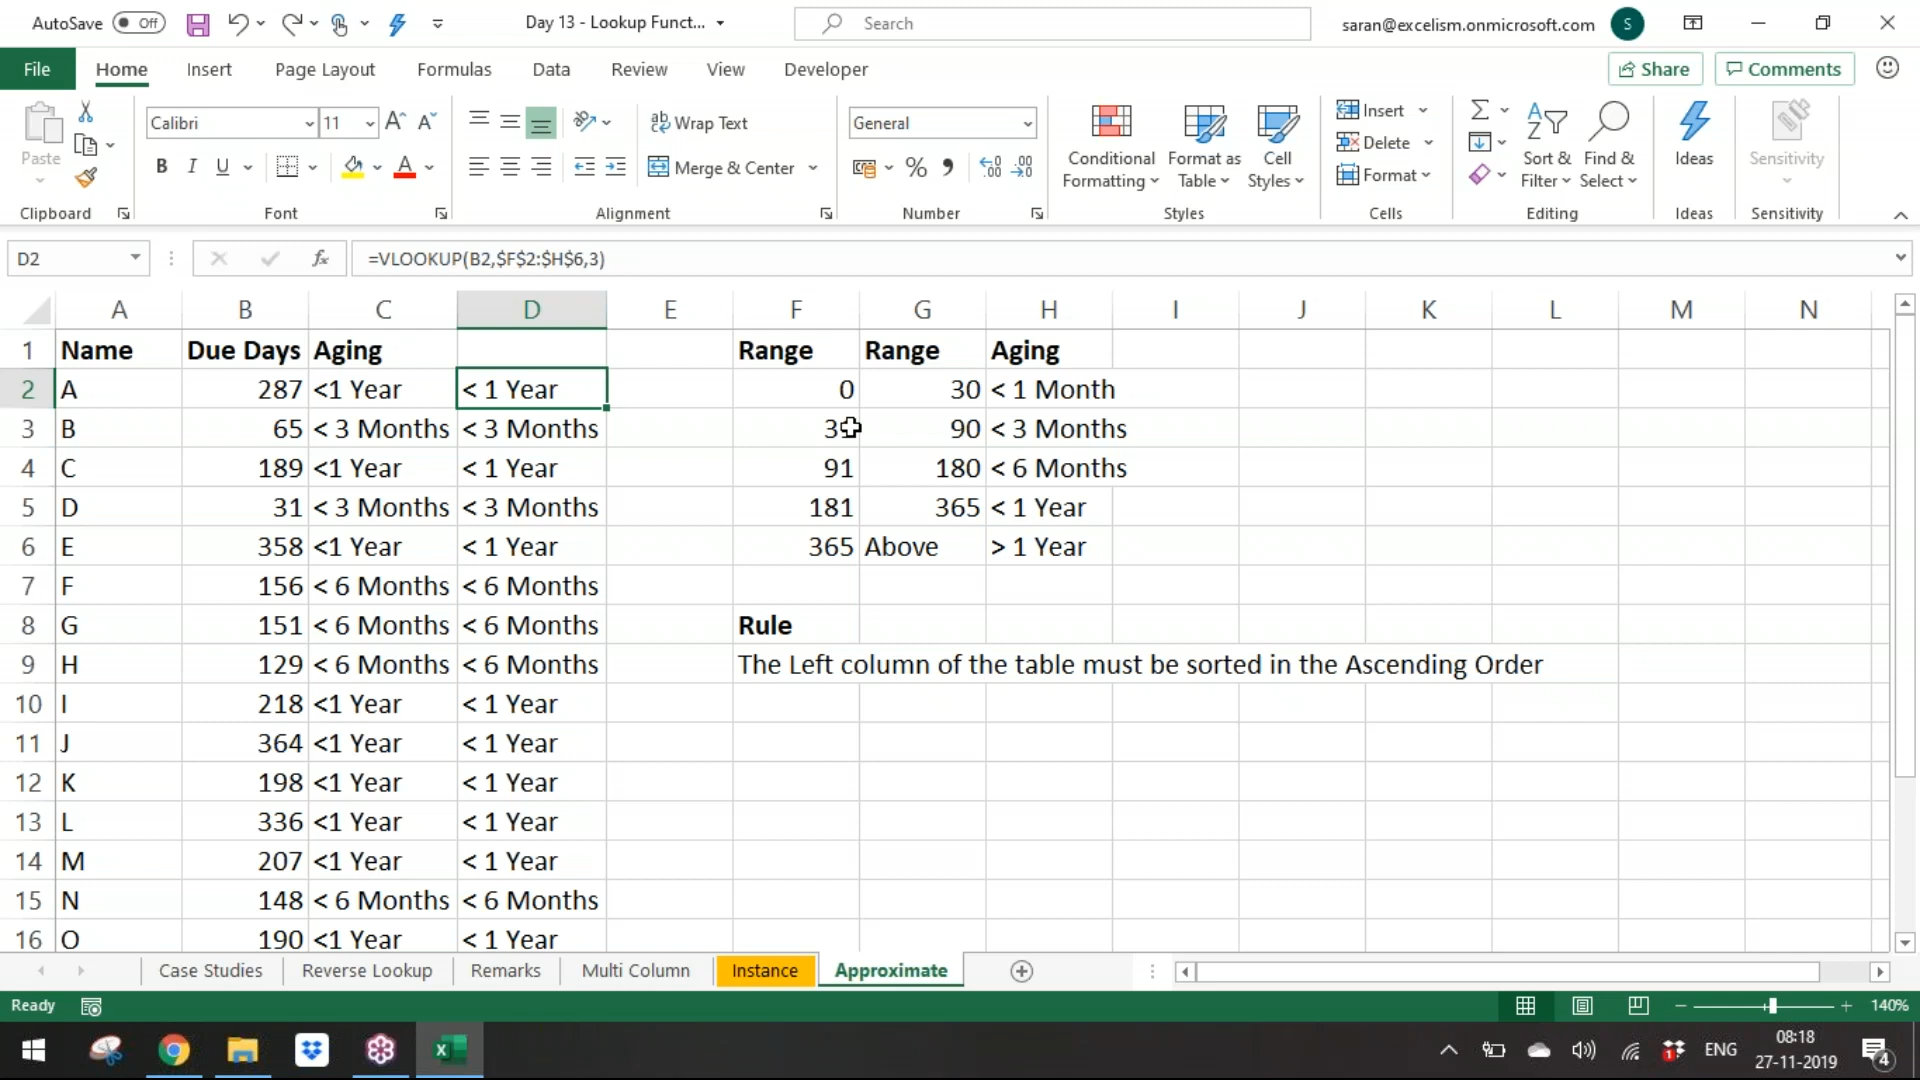 AutoSave Off Day 13 - Lookup Funct... Search saran@excelism.onmicrosoft.com S
File Home Insert Page Layout Formulas Data Review View Developer Share Comments
Paste Calibri 11 Wrap Text General Conditional Formatting Format as Table Cell Styles Insert Sort & Filter Find & Select Ideas Sensitivity
B I U Merge & Center % Delete Format
Clipboard Font Alignment Number Styles Cells Editing Ideas Sensitivity
D2 fx =VLOOKUP(B2,$F$2:$H$6,3)
A B C D E F G H I J K L M N
1 Name Due Days Aging Range Range Aging
2 A 287 <1 Year < 1 Year 0 30 < 1 Month
3 B 65 < 3 Months < 3 Months 90 < 3 Months
4 C 189 <1 Year < 1 Year 91 180 < 6 Months
5 D 31 < 3 Months < 3 Months 181 365 < 1 Year
6 E 358 <1 Year < 1 Year 365 Above > 1 Year
7 F 156 < 6 Months < 6 Months
8 G 151 < 6 Months < 6 Months Rule
9 H 129 < 6 Months < 6 Months The Left column of the table must be sorted in the Ascending Order
10 I 218 <1 Year < 1 Year
11 J 364 <1 Year < 1 Year
12 K 198 <1 Year < 1 Year
13 L 336 <1 Year < 1 Year
14 M 207 <1 Year < 1 Year
15 N 148 < 6 Months < 6 Months
16 O 190 <1 Year < 1 Year
Case Studies Reverse Lookup Remarks Multi Column Instance Approximate
Ready 140%
ENG 08:18 4
27-11-2019